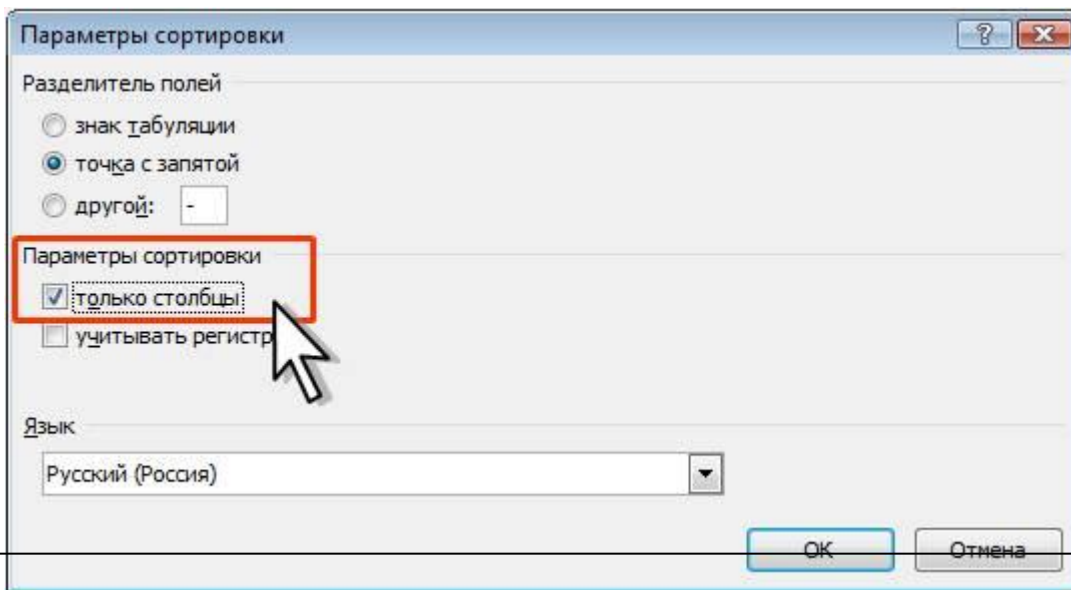 Параметры сортировки
Разделитель полей
знак табуляции
точка с запятой
другой: -
Параметры сортировки
только столбцы
учитывать регистр
Язык
Русский (Россия)
ОК Отмена